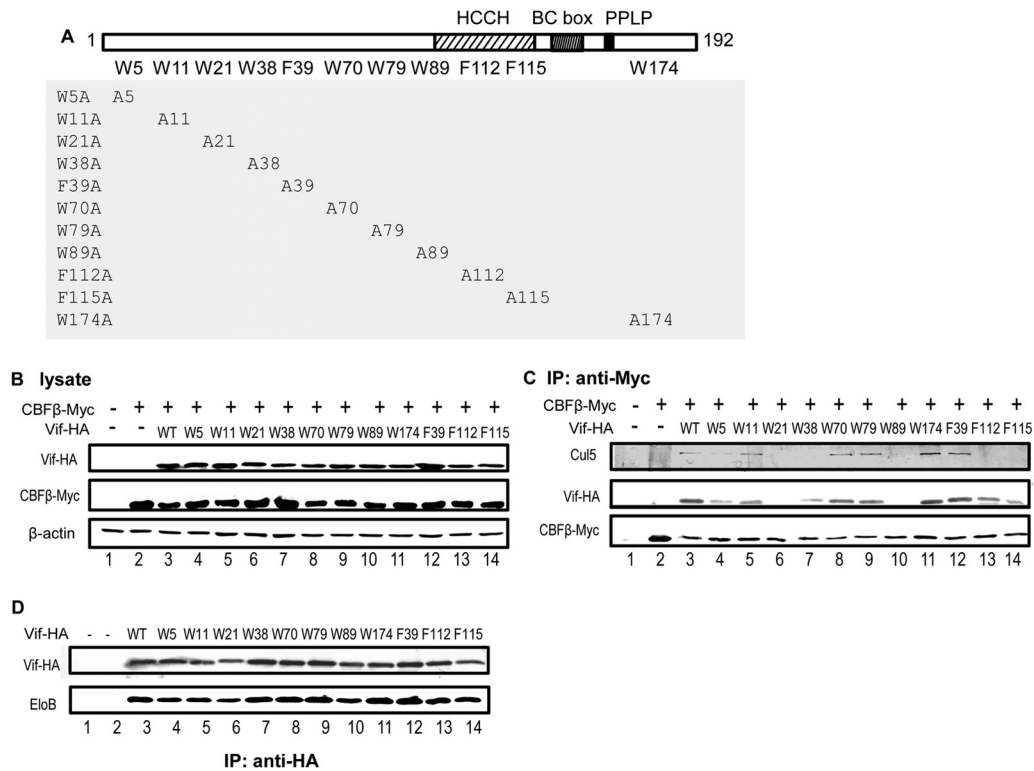 HCCH BC box PPLP
A 1 192
W5 W11 W21 W38 F39 W70 W79 W89 F112 F115 W174
W5A A5
W11A A11
W21A A21
W38A A38
F39A A39
W70A A70
W79A A79
W89A A89
F112A A112
F115A A115
W174A A174
B lysate
CBFβ-Myc - + + + + + + + + + + + + +
Vif-HA - - WT W5 W11 W21 W38 W70 W79 W89 W174 F39 F112 F115
Vif-HA
CBFβ-Myc
β-actin
1 2 3 4 5 6 7 8 9 10 11 12 13 14
C IP: anti-Myc
CBFβ-Myc - + + + + + + + + + + + + +
Vif-HA - - WT W5 W11 W21 W38 W70 W79 W89 W174 F39 F112 F115
Cul5
Vif-HA
CBFβ-Myc
1 2 3 4 5 6 7 8 9 10 11 12 13 14
D
Vif-HA - - WT W5 W11 W21 W38 W70 W79 W89 W174 F39 F112 F115
Vif-HA
EloB
1 2 3 4 5 6 7 8 9 10 11 12 13 14
IP: anti-HA